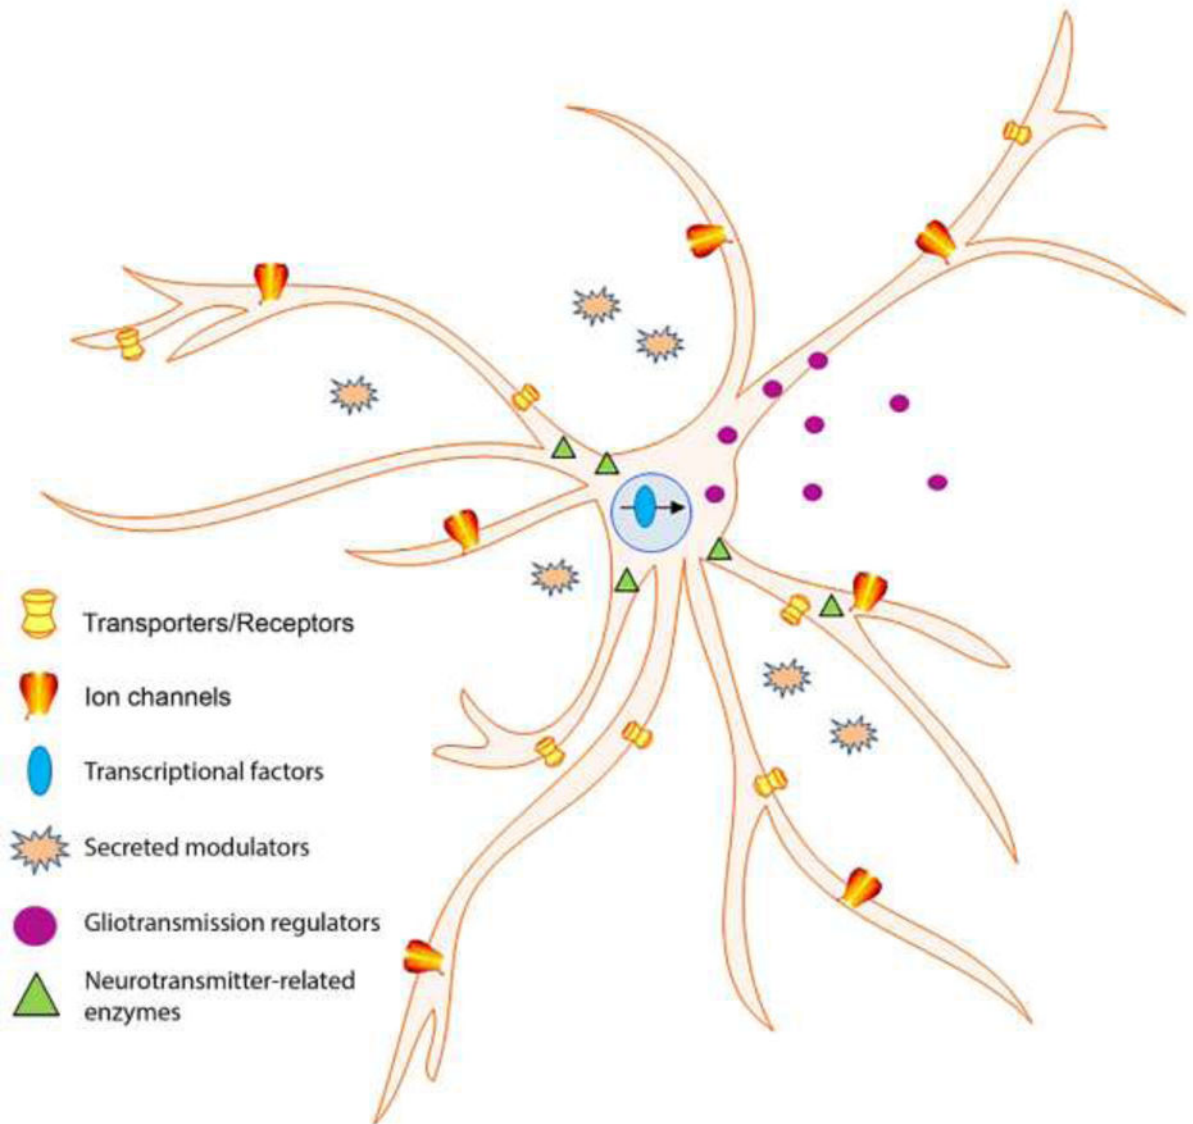 Transporters/Receptors
Ion channels
Transcriptional factors
Secreted modulators
Gliotransmission regulators
Neurotransmitter-related
enzymes